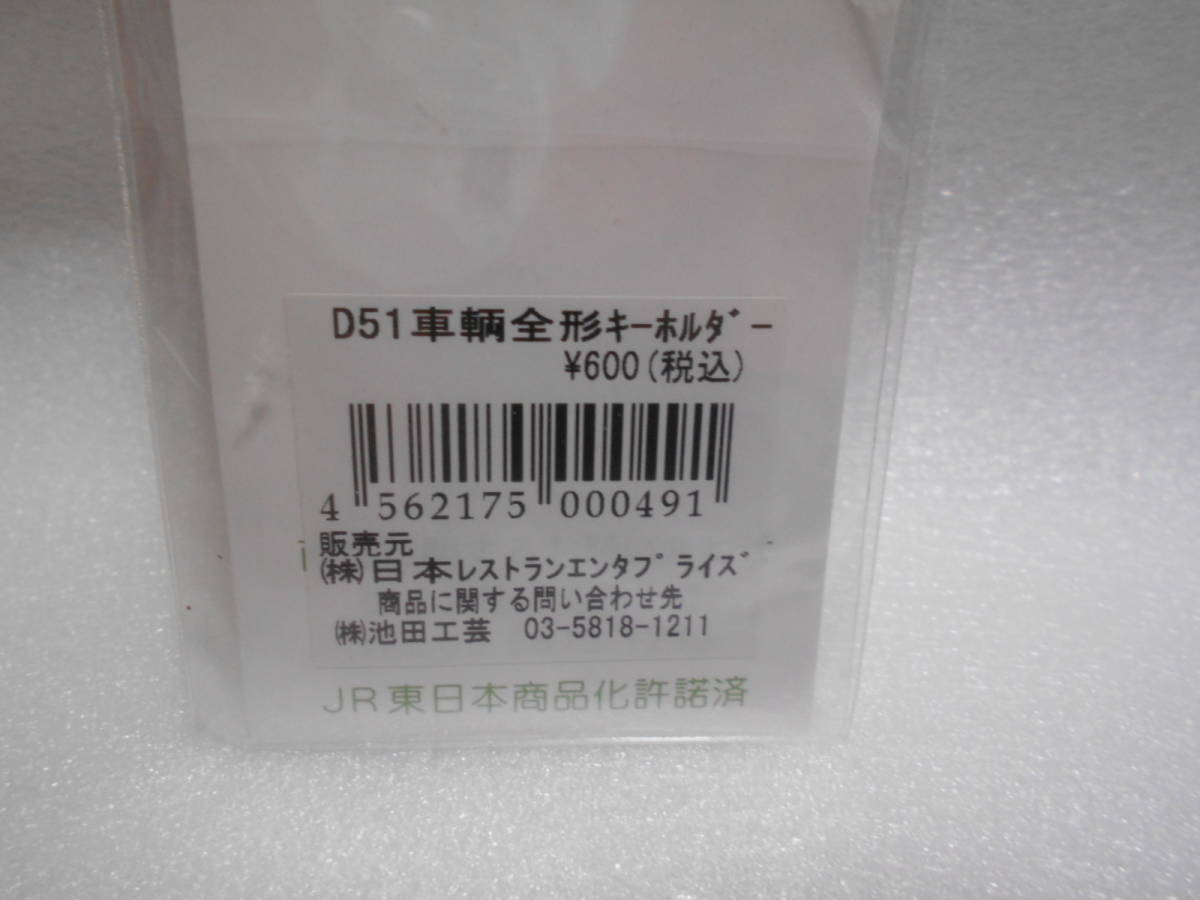 D51車輌全形ｷｰﾎﾙﾀﾞｰ
¥600(税込)
4 562175 000491
販売元
㈱日本ﾚｽﾄﾗﾝｴﾝﾀﾌﾟﾗｲｽﾞ
商品に関する問い合わせ先
㈱池田工芸 03-5818-1211
JR東日本商品化許諾済